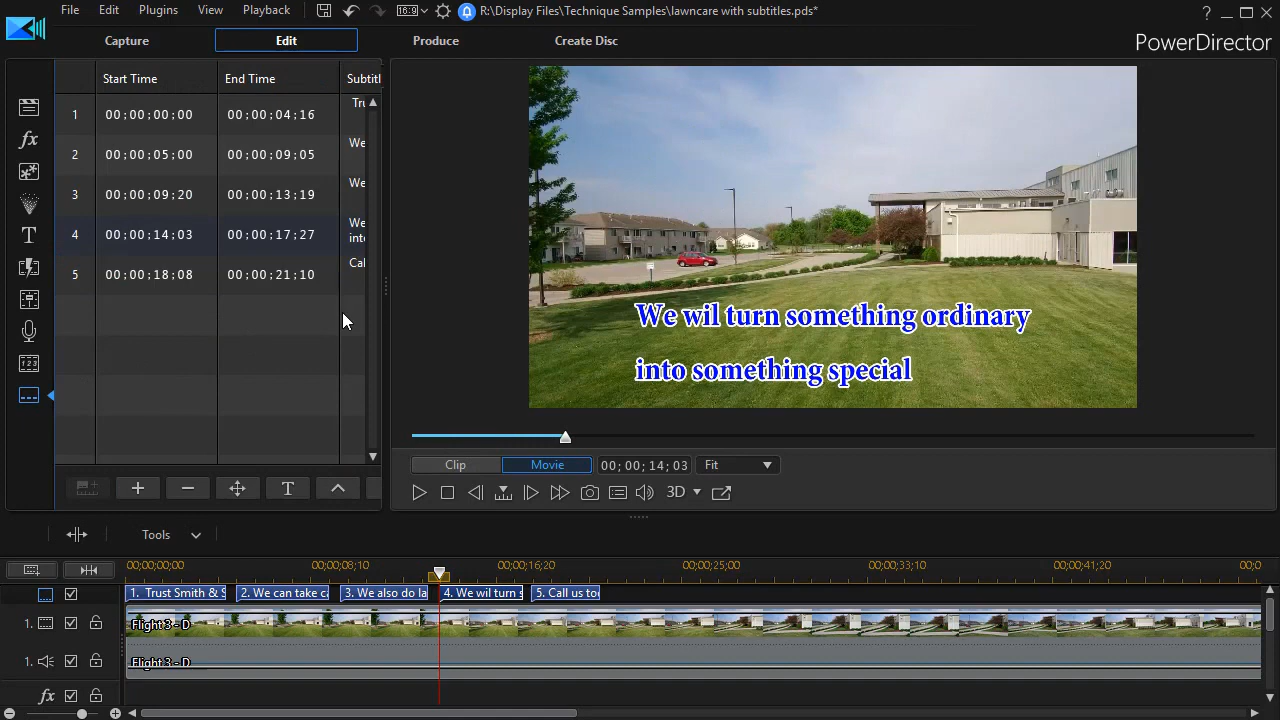 File Edit Plugins View Playback 16:9 R:\Display Files\Technique Samples\lawncare with subtitles.pds*
? 
Capture Edit Produce Create Disc
PowerDirector
Start Time End Time Subtitl
1 00;00;00;00 00;00;04;16 Tru
2 00;00;05;00 00;00;09;05 We
3 00;00;09;20 00;00;13;19 We
4 00;00;14;03 00;00;17;27 We
inte
5 00;00;18;08 00;00;21;10 Cal
We wil turn something ordinary
into something special
Clip Movie 00; 00; 14; 03 Fit
3D
Tools
00;00;00;00 00;00;08;10 00;00;16;20 00;00;25;00 00;00;33;10 00;00;41;20 00;0
1. Trust Smith & S 2. We can take c 3. We also do la 4. We wil turn s 5. Call us to
1. Flight 3 - D
1. Flight 3 - D
fx